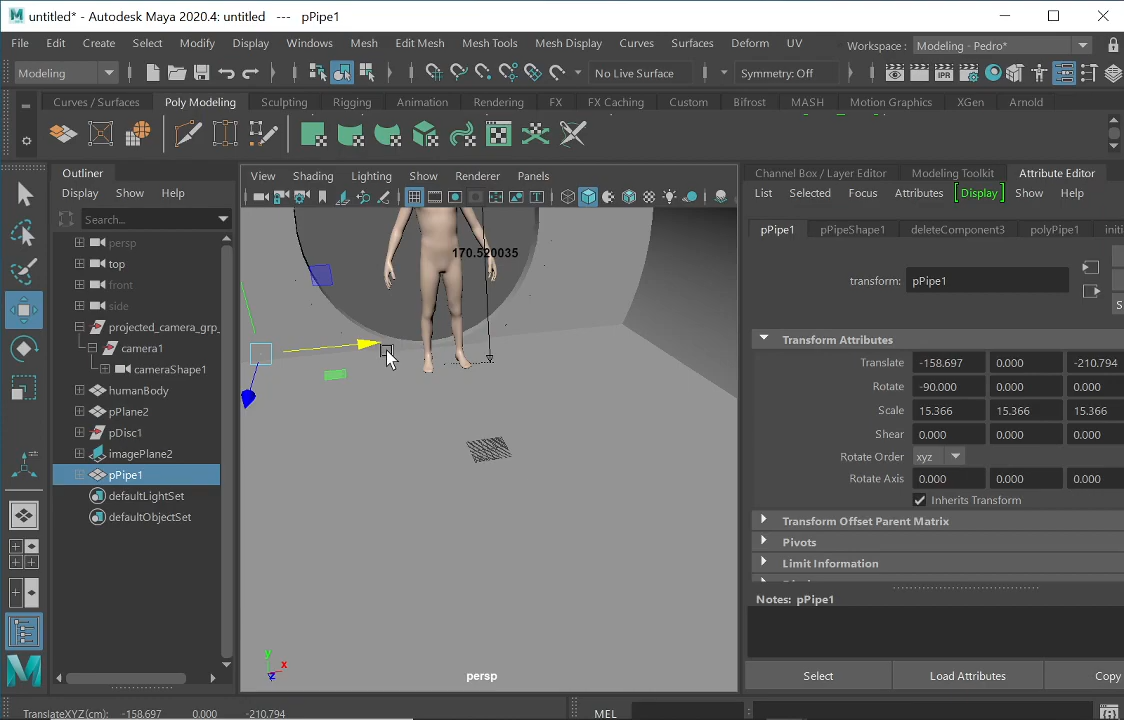 untitled* - Autodesk Maya 2020.4: untitled --- pPipe1
File Edit Create Select Modify Display Windows Mesh Edit Mesh Mesh Tools Mesh Display Curves Surfaces Deform UV Workspace : Modeling - Pedro*
Modeling No Live Surface Symmetry: Off
IPR
Curves / Surfaces Poly Modeling Sculpting Rigging Animation Rendering FX FX Caching Custom Bifrost MASH Motion Graphics XGen Arnold
Outliner
Display Show Help
Search...
persp
top
front
side
projected_camera_grp_
camera1
cameraShape1
humanBody
pPlane2
pDisc1
imagePlane2
pPipe1
defaultLightSet
defaultObjectSet
View Shading Lighting Show Renderer Panels
170.520035
persp
y
x
z
Channel Box / Layer Editor Modeling Toolkit Attribute Editor
List Selected Focus Attributes Display Show Help
pPipe1 pPipeShape1 deleteComponent3 polyPipe1 initi
transform: pPipe1
S
Transform Attributes
Translate -158.697 0.000 -210.794
Rotate -90.000 0.000 0.000
Scale 15.366 15.366 15.366
Shear 0.000 0.000 0.000
Rotate Order xyz
Rotate Axis 0.000 0.000 0.000
Inherits Transform
Transform Offset Parent Matrix
Pivots
Limit Information
Notes: pPipe1
Select Load Attributes Copy
TranslateXYZ(cm): -158.697 0.000 -210.794 MEL